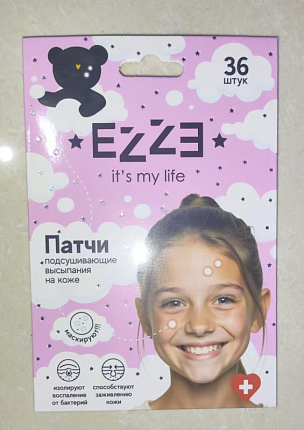 36
штук
EZZE
it's my life
Патчи
подсушивающие
высыпания
на коже
маскируют!!!
изолируют
воспаление
от бактерий
способствуют
заживлению
кожи